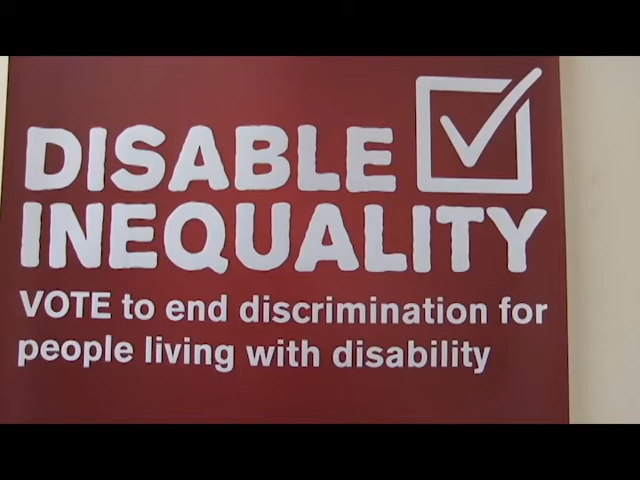 DISABLE
INEQUALITY
VOTE to end discrimination for
people living with disability